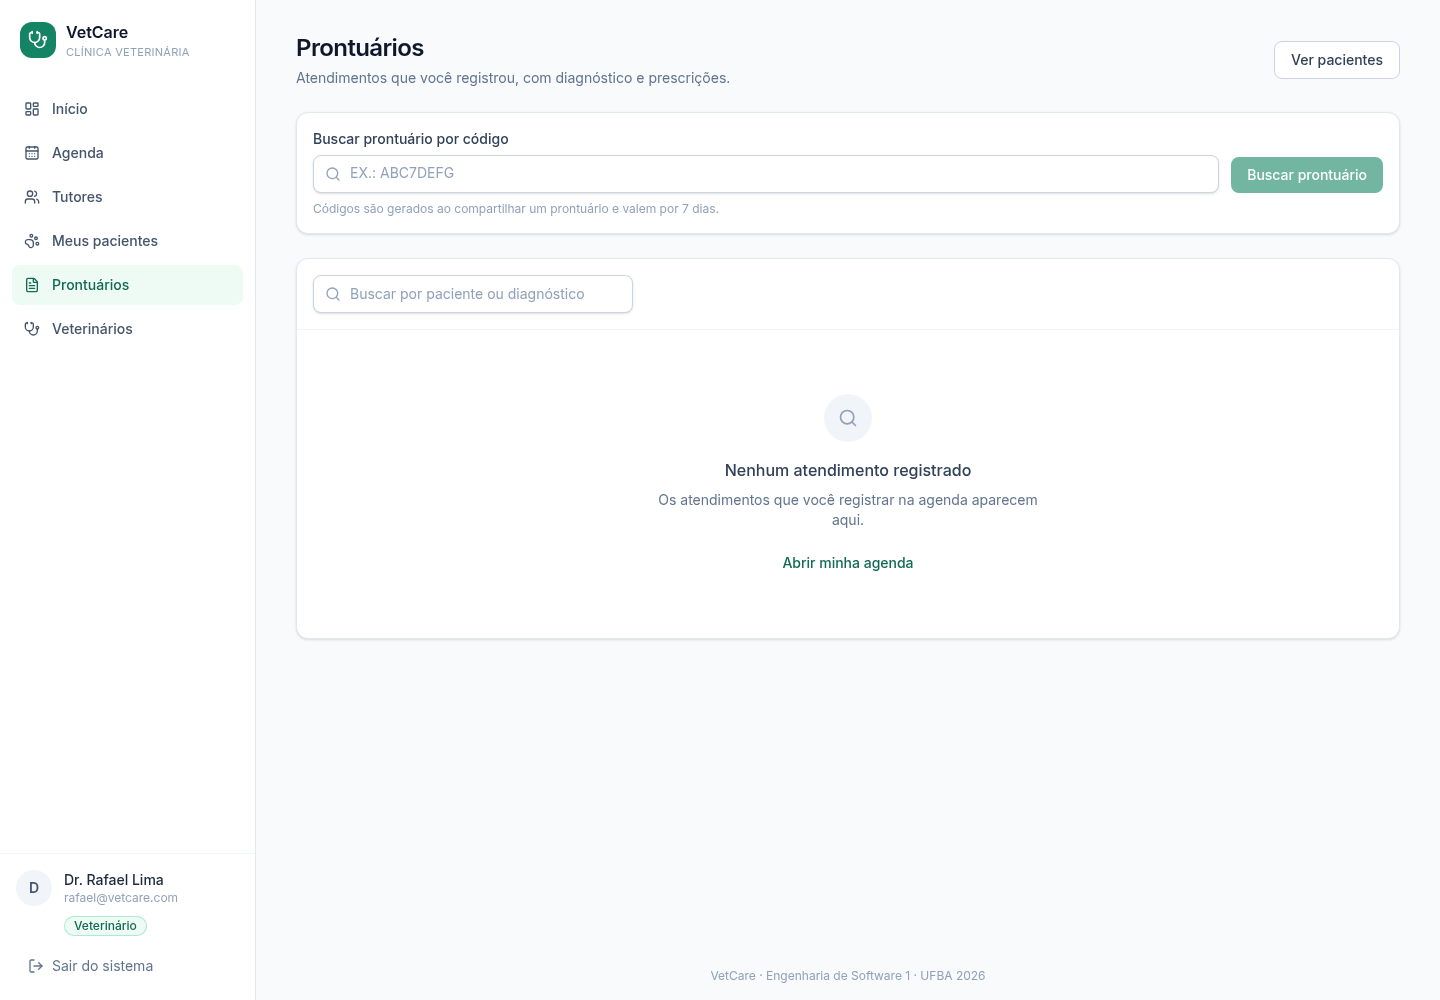 VetCare
CLÍNICA VETERINÁRIA
Início
Agenda
Tutores
Meus pacientes
Prontuários
Veterinários
D
Dr. Rafael Lima
rafael@vetcare.com
Veterinário
Sair do sistema
Prontuários
Atendimentos que você registrou, com diagnóstico e prescrições.
Ver pacientes
Buscar prontuário por código
EX.: ABC7DEFG
Buscar prontuário
Códigos são gerados ao compartilhar um prontuário e valem por 7 dias.
Buscar por paciente ou diagnóstico
Nenhum atendimento registrado
Os atendimentos que você registrar na agenda aparecem
aqui.
Abrir minha agenda
VetCare · Engenharia de Software 1 · UFBA 2026